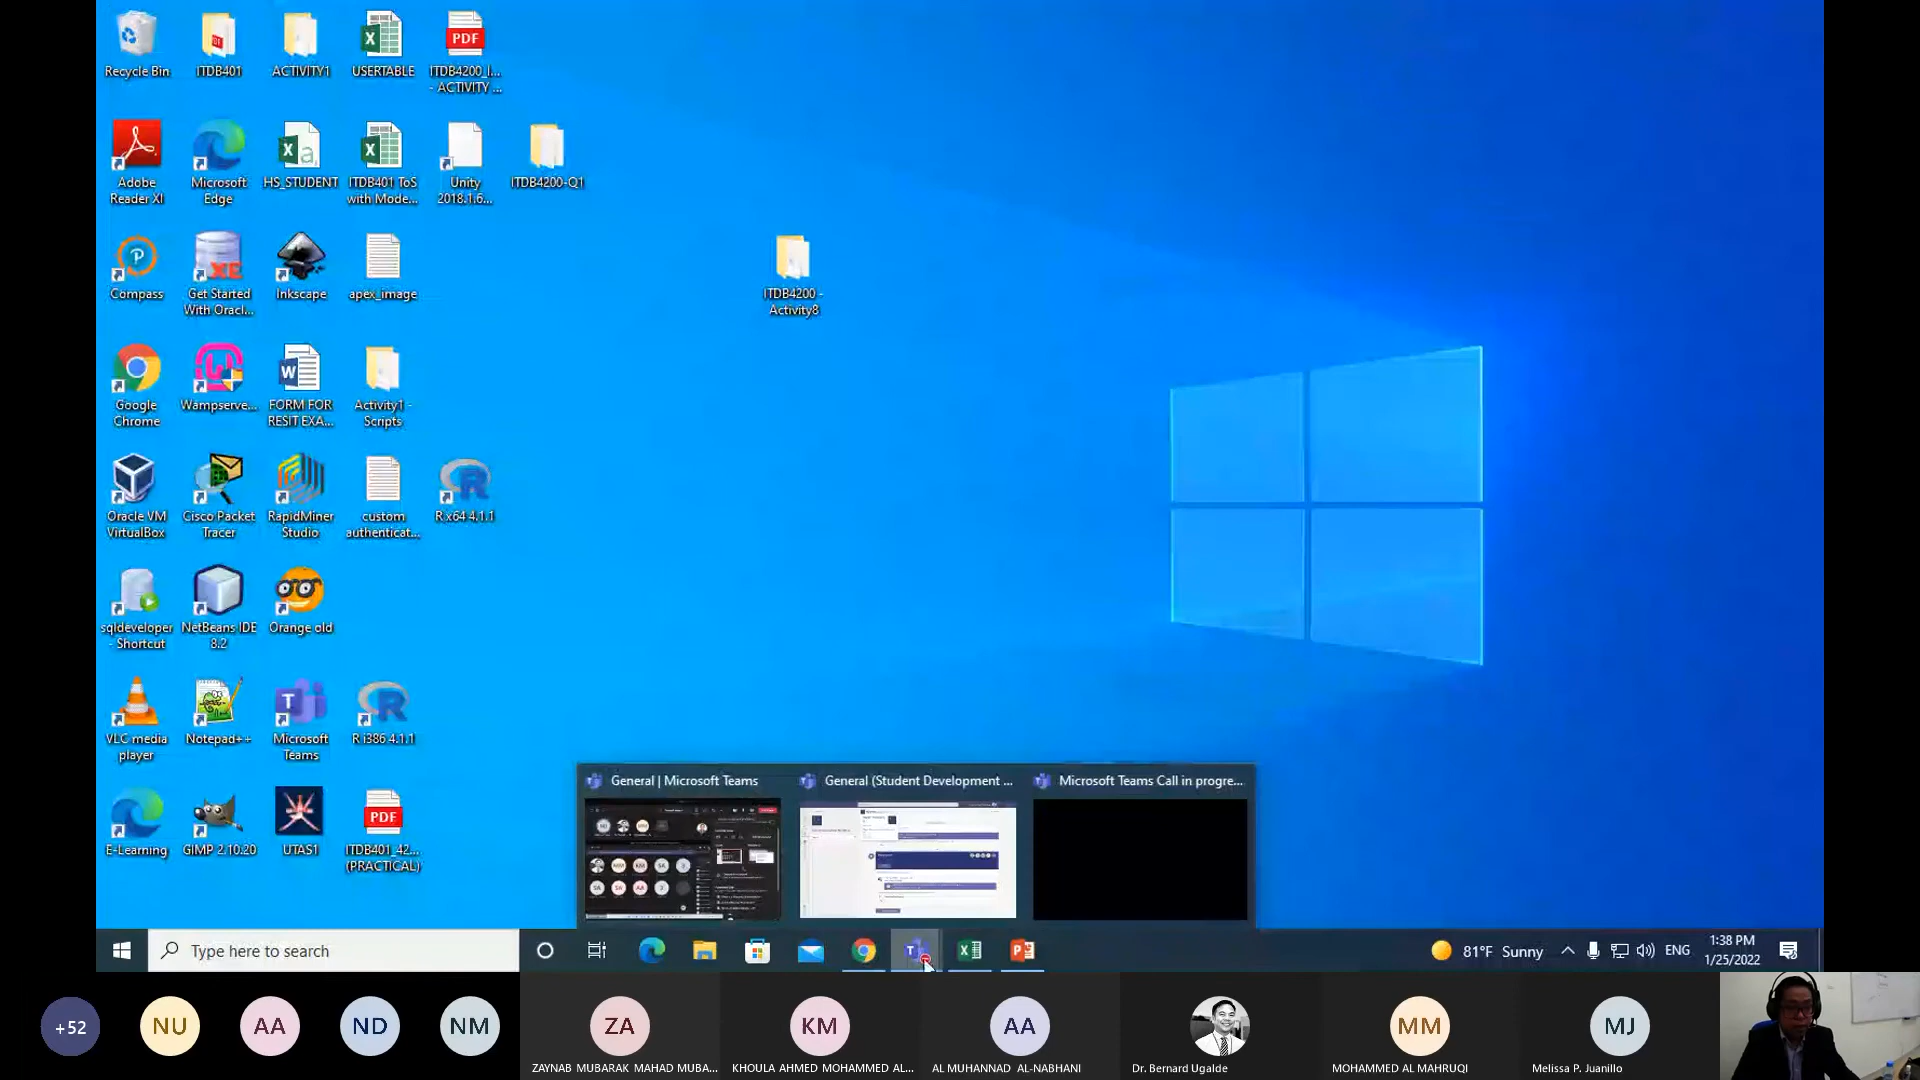 Recycle Bin
ITDB401
ACTIVITY1
USERTABLE
PDF
ITDB4200_I...
- ACTIVITY ...
Adobe
Reader XI
Microsoft
Edge
HS_STUDENT
ITDB401 ToS
with Mode...
Unity
2018.1.6...
ITDB4200-Q1
Compass
XE
Get Started
With Oracl...
Inkscape
apex_image
ITDB4200 -
Activity8
Google
Chrome
Wampserve...
FORM FOR
RESIT EXA...
Activity1 -
Scripts
Oracle VM
VirtualBox
Cisco Packet
Tracer
RapidMiner
Studio
custom
authenticat...
R x64 4.1.1
sqldeveloper
- Shortcut
NetBeans IDE
8.2
Orange old
VLC media
player
Notepad++
Microsoft
Teams
R i386 4.1.1
E-Learning
GIMP 2.10.20
UTAS1
PDF
ITDB401_42...
(PRACTICAL)
General | Microsoft Teams
General (Student Development ...
Microsoft Teams Call in progre...
Type here to search
81°F Sunny
ENG
1:38 PM
1/25/2022
+52
NU
AA
ND
NM
ZA
KM
AA
MM
MJ
ZAYNAB MUBARAK MAHAD MUBA...
KHOULA AHMED MOHAMMED AL...
AL MUHANNAD AL-NABHANI
Dr. Bernard Ugalde
MOHAMMED AL MAHRUQI
Melissa P. Juanillo